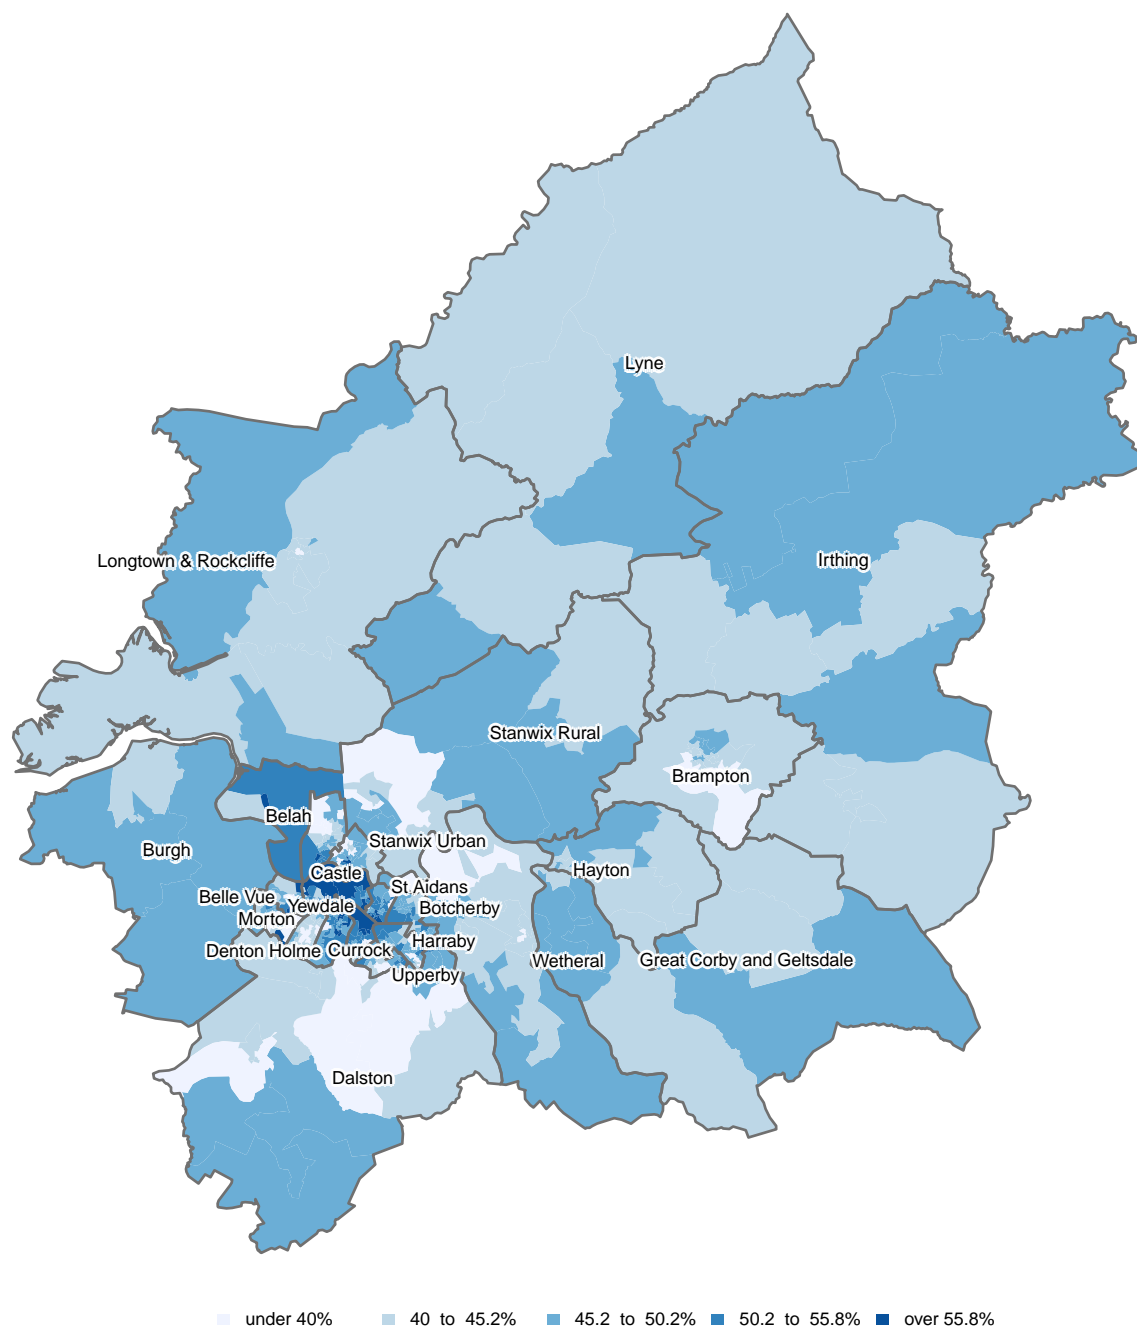 Lyne
Longtown & Rockcliffe
Irthing
Stanwix Rural
Brampton
Belah
Stanwix Urban
Burgh
Castle
Hayton
St Aidans
Belle Vue
Yewdale
Botcherby
Morton
Harraby
Denton Holme
Currock
Wetheral
Great Corby and Geltsdale
Upperby
Dalston
under 40%
40 to 45.2%
45.2 to 50.2%
50.2 to 55.8%
over 55.8%